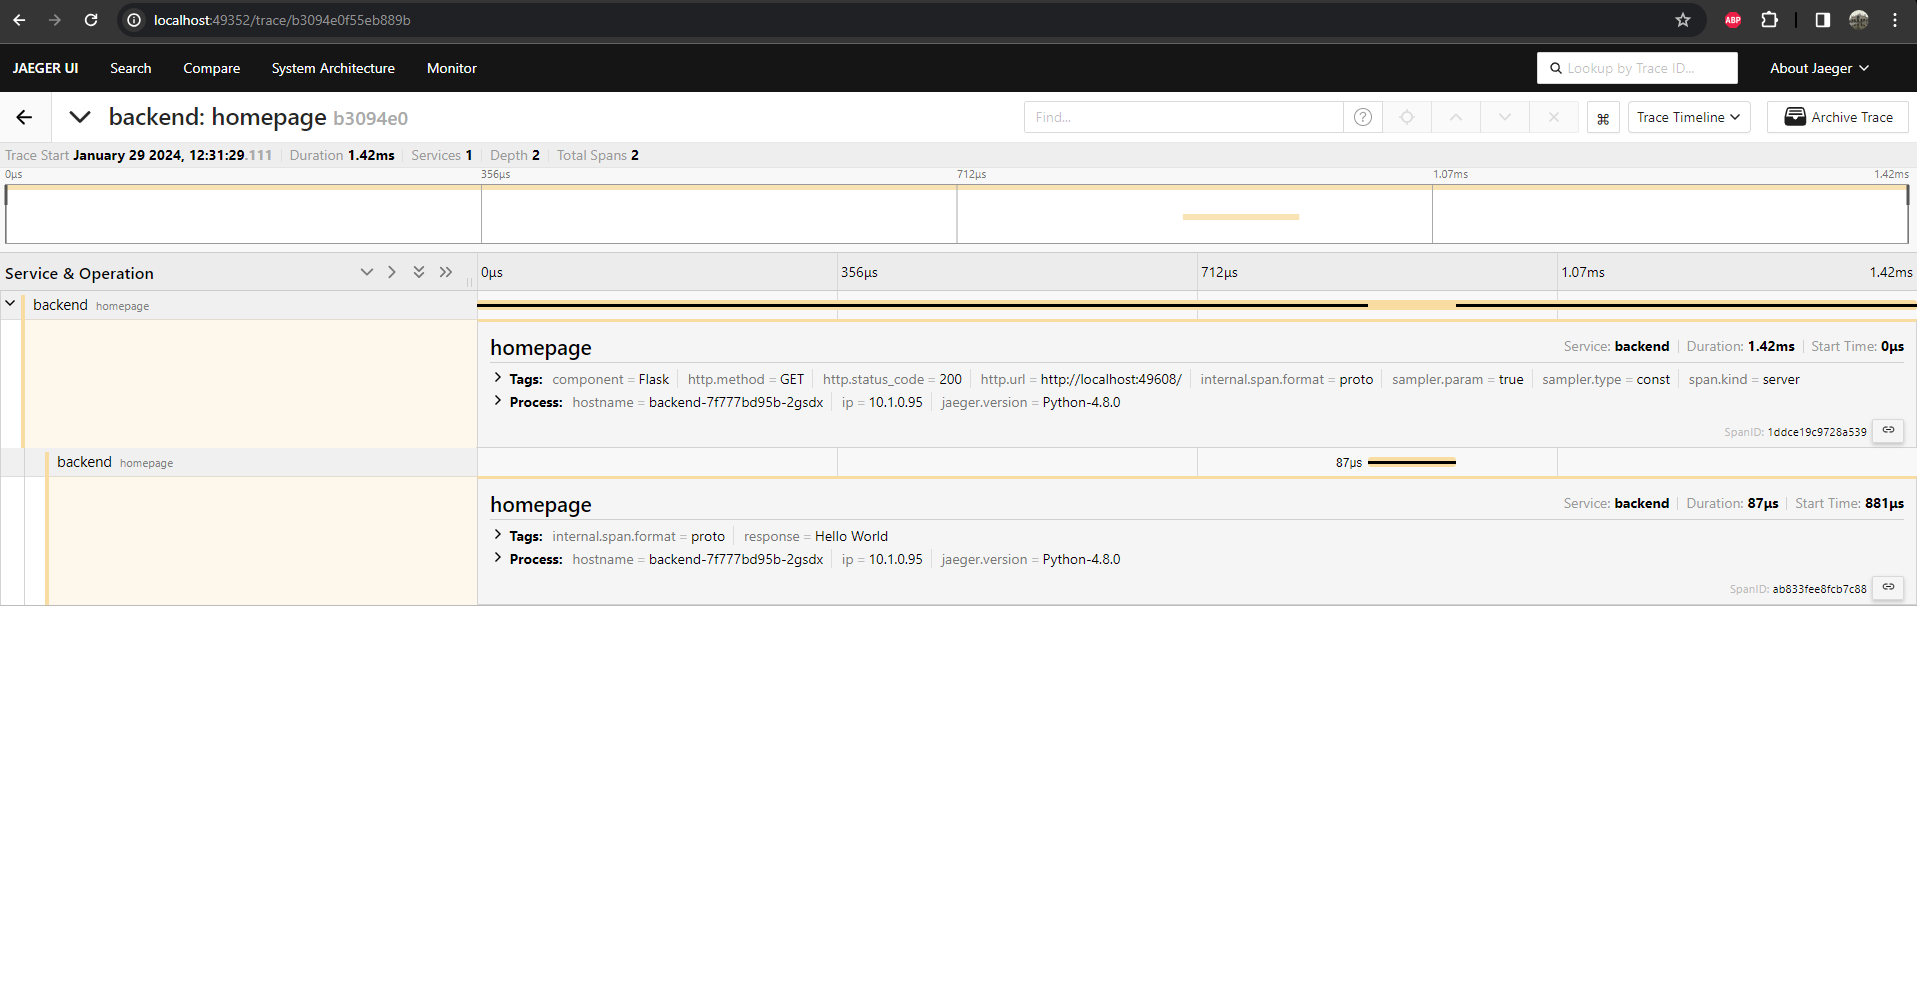 localhost:49352/trace/b3094e0f55eb889b
ABP
JAEGER UI Search Compare System Architecture Monitor Lookup by Trace ID... About Jaeger
backend: homepage b3094e0 Find... ? ⌘ Trace Timeline Archive Trace
Trace Start January 29 2024, 12:31:29.111 Duration 1.42ms Services 1 Depth 2 Total Spans 2
0μs 356μs 712μs 1.07ms 1.42ms
Service & Operation 0μs 356μs 712μs 1.07ms 1.42ms
backend homepage
homepage Service: backend Duration: 1.42ms Start Time: 0μs
Tags: component = Flask http.method = GET http.status_code = 200 http.url = http://localhost:49608/ internal.span.format = proto sampler.param = true sampler.type = const span.kind = server
Process: hostname = backend-7f777bd95b-2gsdx ip = 10.1.0.95 jaeger.version = Python-4.8.0
SpanID: 1ddce19c9728a539
backend homepage 87μs
homepage Service: backend Duration: 87μs Start Time: 881μs
Tags: internal.span.format = proto response = Hello World
Process: hostname = backend-7f777bd95b-2gsdx ip = 10.1.0.95 jaeger.version = Python-4.8.0
SpanID: ab833fee8fcb7c88